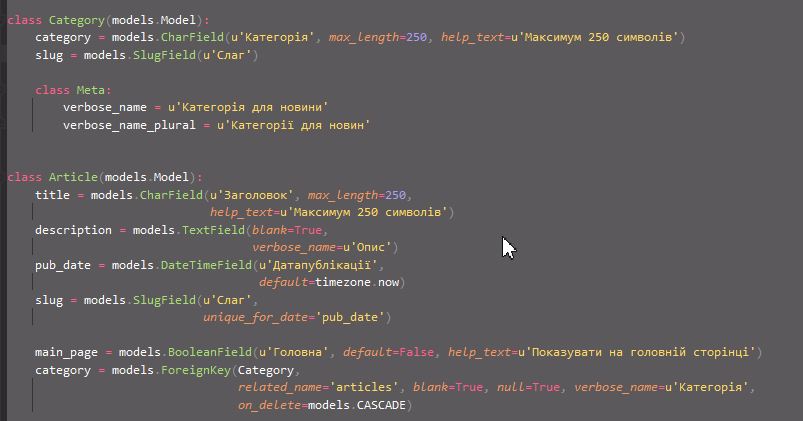 class Category(models.Model):
    category = models.CharField(u'Категорія', max_length=250, help_text=u'Максимум 250 символів')
    slug = models.SlugField(u'Слаг')
    class Meta:
        verbose_name = u'Категорія для новини'
        verbose_name_plural = u'Категорії для новин'
class Article(models.Model):
    title = models.CharField(u'Заголовок', max_length=250,
                             help_text=u'Максимум 250 символів')
    description = models.TextField(blank=True,
                                   verbose_name=u'Опис')
    pub_date = models.DateTimeField(u'Датапублікації',
                                    default=timezone.now)
    slug = models.SlugField(u'Слаг',
                            unique_for_date='pub_date')
    main_page = models.BooleanField(u'Головна', default=False, help_text=u'Показувати на головній сторінці')
    category = models.ForeignKey(Category,
                                 related_name='articles', blank=True, null=True, verbose_name=u'Категорія',
                                 on_delete=models.CASCADE)